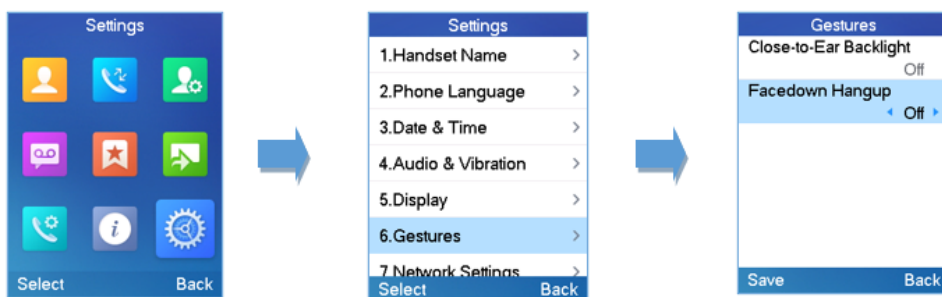 Settings
Select Back
Settings
1.Handset Name
2.Phone Language
3.Date & Time
4.Audio & Vibration
5.Display
6.Gestures
7.Network Settings
Select Back
Gestures
Close-to-Ear Backlight
Off
Facedown Hangup
Off
Save Back